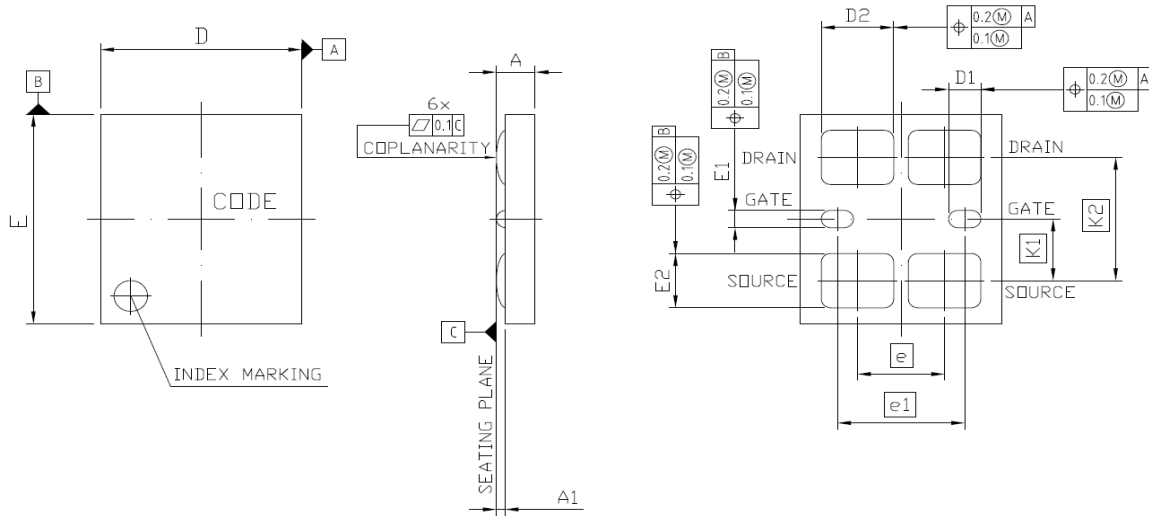 D
A
B
E
CODE
INDEX MARKING
A
6x
⏥ 0.1 C
COPLANARITY
C
SEATING PLANE
A1
D2
⌖ 0.2 Ⓜ A
0.1 Ⓜ
D1
⌖ 0.2 Ⓜ A
0.1 Ⓜ
⌖ 0.2 Ⓜ B
0.1 Ⓜ
⌖ 0.2 Ⓜ B
0.1 Ⓜ
E1
E2
DRAIN
DRAIN
GATE
GATE
SOURCE
SOURCE
K1
K2
e
e1